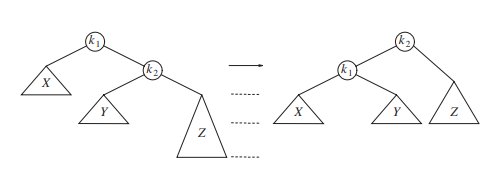 k₁ k₂
k₂ k₁
X X Y Z
Y
Z